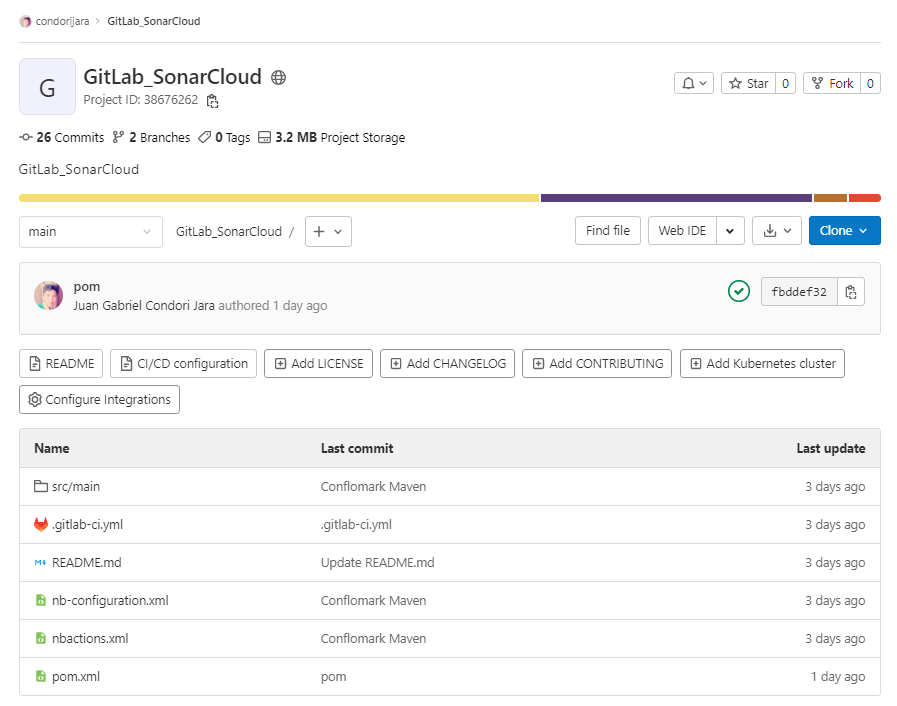 condorijara > GitLab_SonarCloud
G
GitLab_SonarCloud
Project ID: 38676262
Star 0
Fork 0
26 Commits 2 Branches 0 Tags 3.2 MB Project Storage
GitLab_SonarCloud
main
GitLab_SonarCloud / +
Find file
Web IDE
Clone
pom
Juan Gabriel Condori Jara authored 1 day ago
fbddef32
README
CI/CD configuration
Add LICENSE
Add CHANGELOG
Add CONTRIBUTING
Add Kubernetes cluster
Configure Integrations
Name Last commit Last update
src/main Conflomark Maven 3 days ago
.gitlab-ci.yml .gitlab-ci.yml 3 days ago
M↓ README.md Update README.md 3 days ago
nb-configuration.xml Conflomark Maven 3 days ago
nbactions.xml Conflomark Maven 3 days ago
pom.xml pom 1 day ago